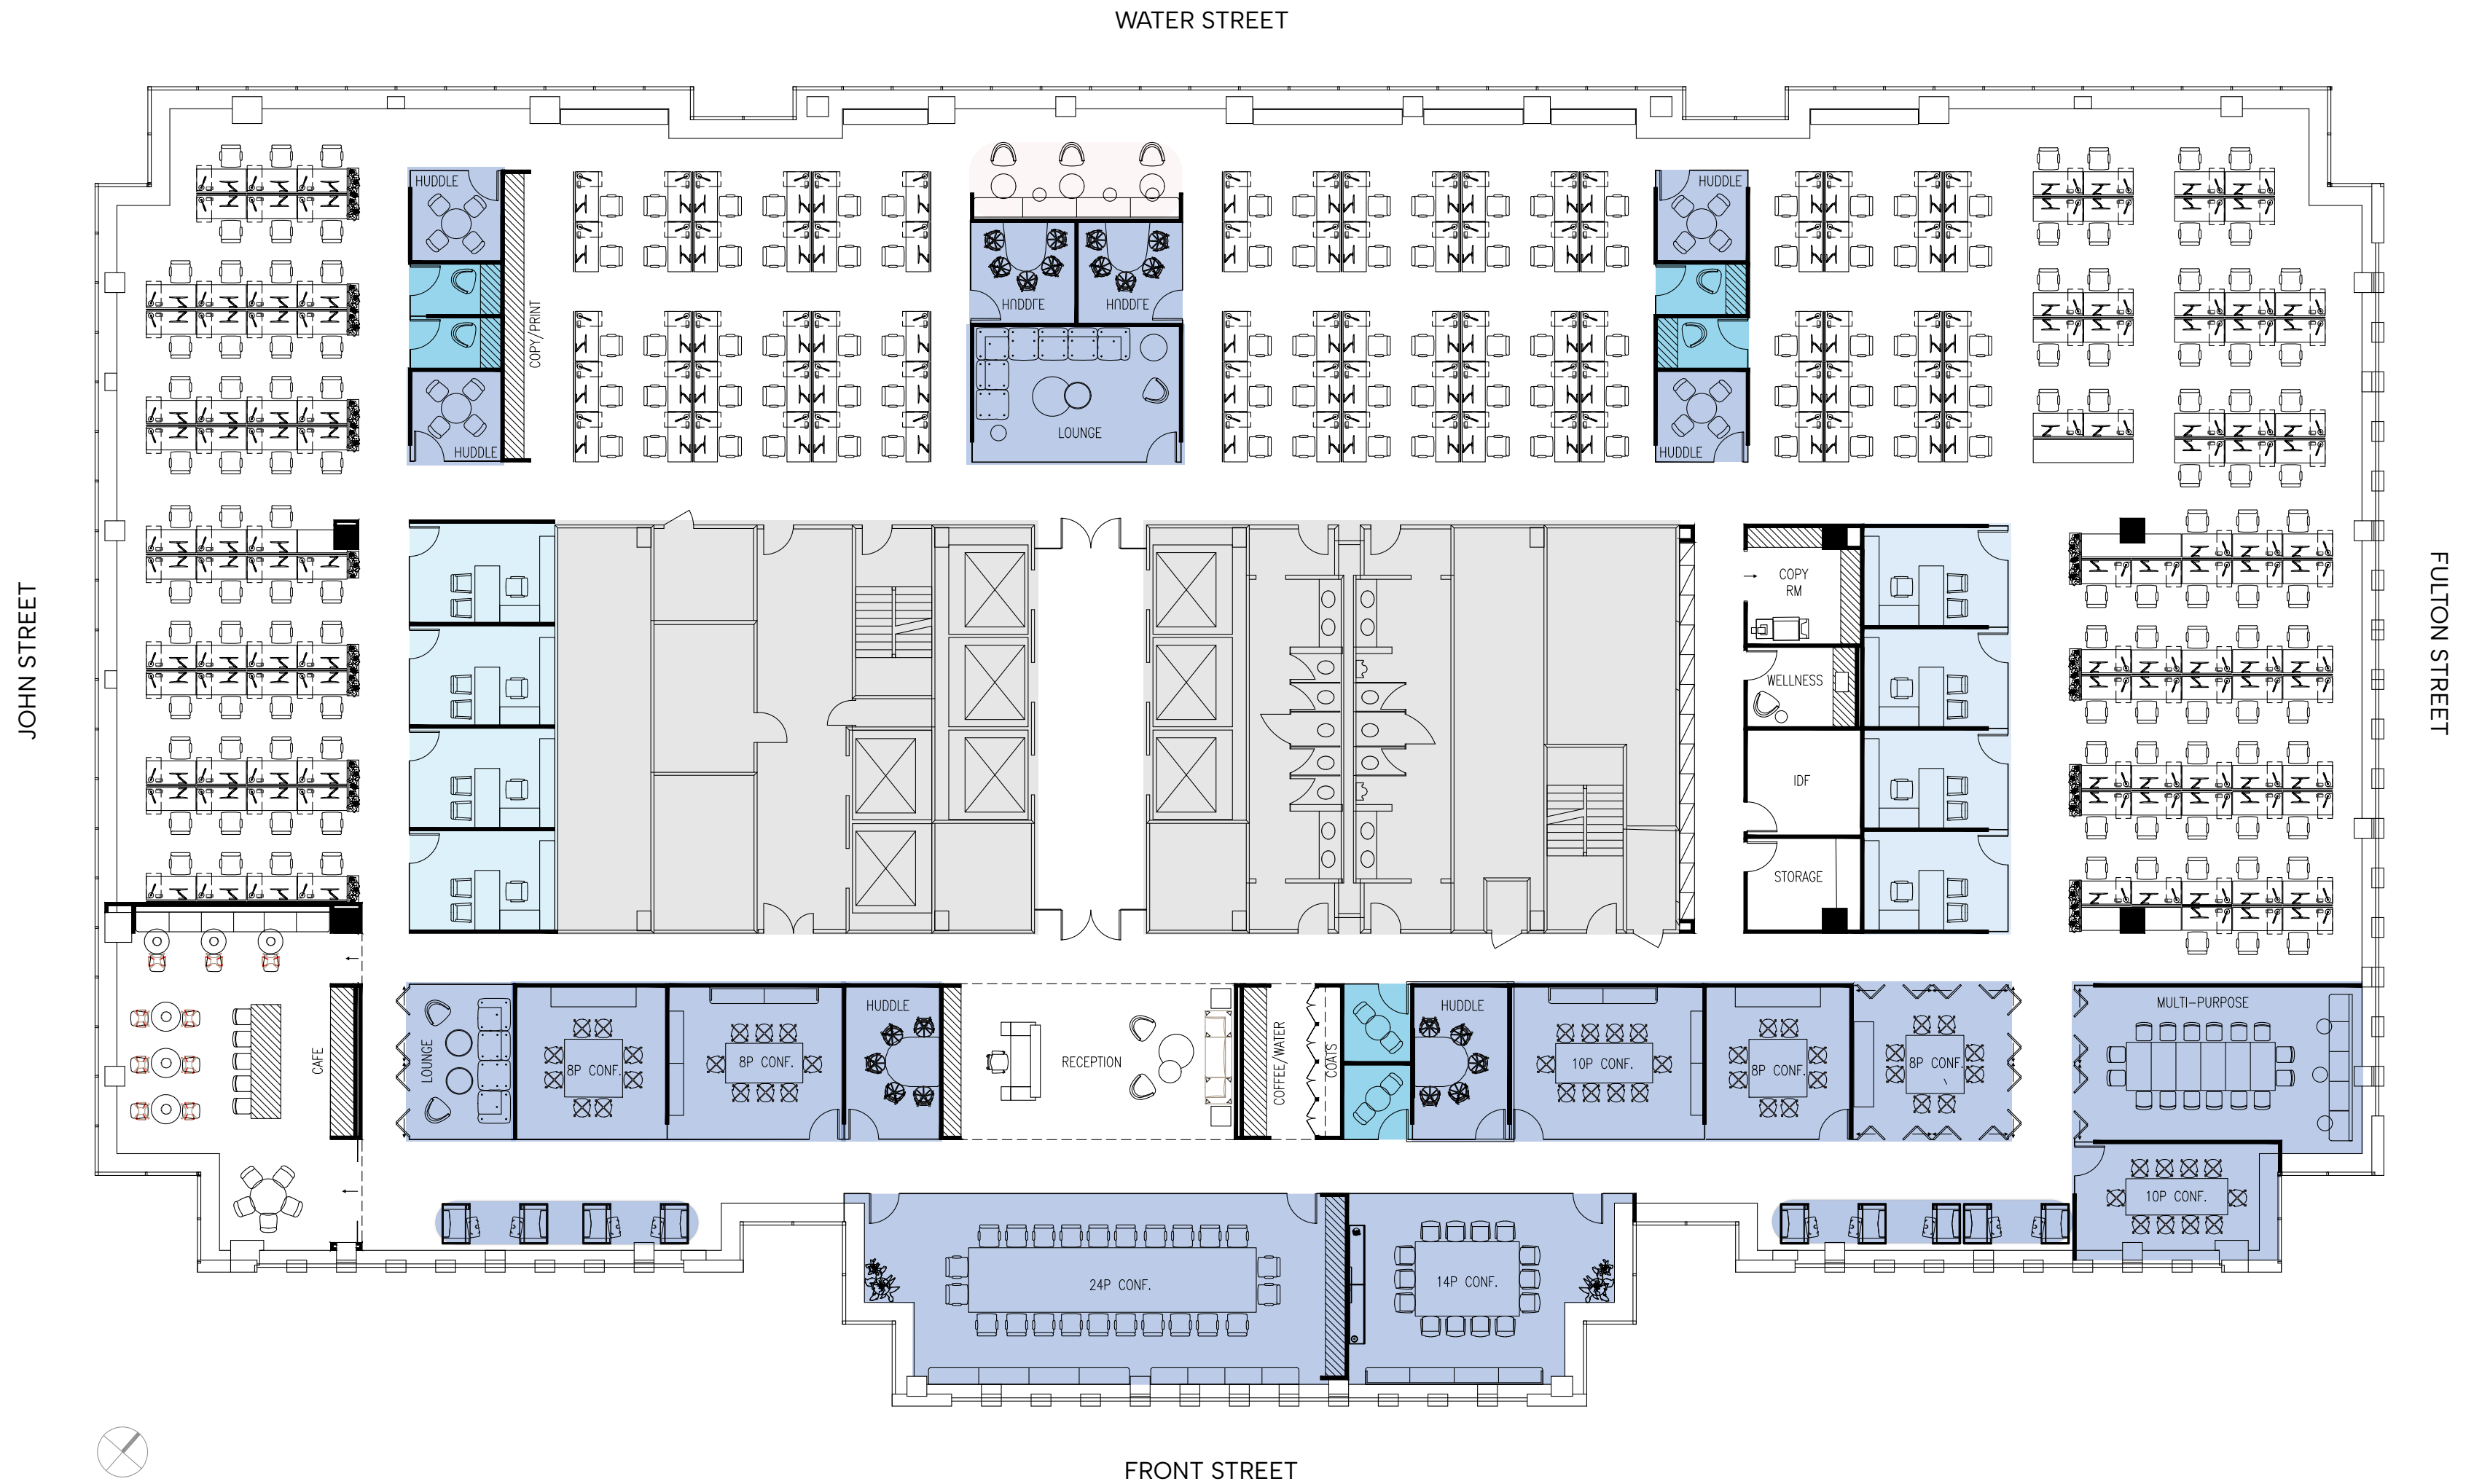 WATER STREET
HUDDLE
HUDDLE
COPY/PRINT
HUDDLE
HUDDLE
HUDDLE
LOUNGE
HUDDLE
HUDDLE
JOHN STREET
FULTON STREET
COPY
RM
WELLNESS
IDF
STORAGE
CAFE
LOUNGE
8P CONF.
8P CONF.
HUDDLE
RECEPTION
COFFEE/WATER
COATS
HUDDLE
10P CONF.
8P CONF.
8P CONF.
MULTI-PURPOSE
10P CONF.
24P CONF.
14P CONF.
FRONT STREET